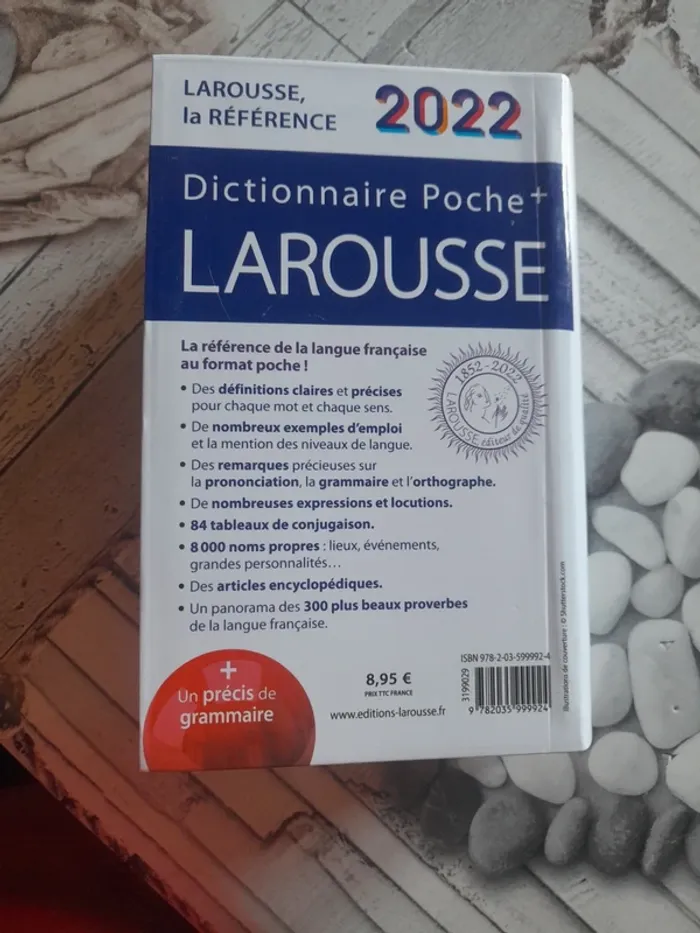 LAROUSSE,
la RÉFÉRENCE
2022
Dictionnaire Poche+
LAROUSSE
La référence de la langue française
au format poche !
• Des définitions claires et précises
pour chaque mot et chaque sens.
• De nombreux exemples d'emploi
et la mention des niveaux de langue.
• Des remarques précieuses sur
la prononciation, la grammaire et l'orthographe.
• De nombreuses expressions et locutions.
• 84 tableaux de conjugaison.
• 8 000 noms propres : lieux, événements,
grandes personnalités...
• Des articles encyclopédiques.
• Un panorama des 300 plus beaux proverbes
de la langue française.
1852 - 2022
LAROUSSE éditeur de qualité
+
Un précis de
grammaire
8,95 €
PRIX TTC FRANCE
www.editions-larousse.fr
ISBN 978-2-03-599992-4
3199029
9 782035 999924
Illustrations de couverture : © Shutterstock.com